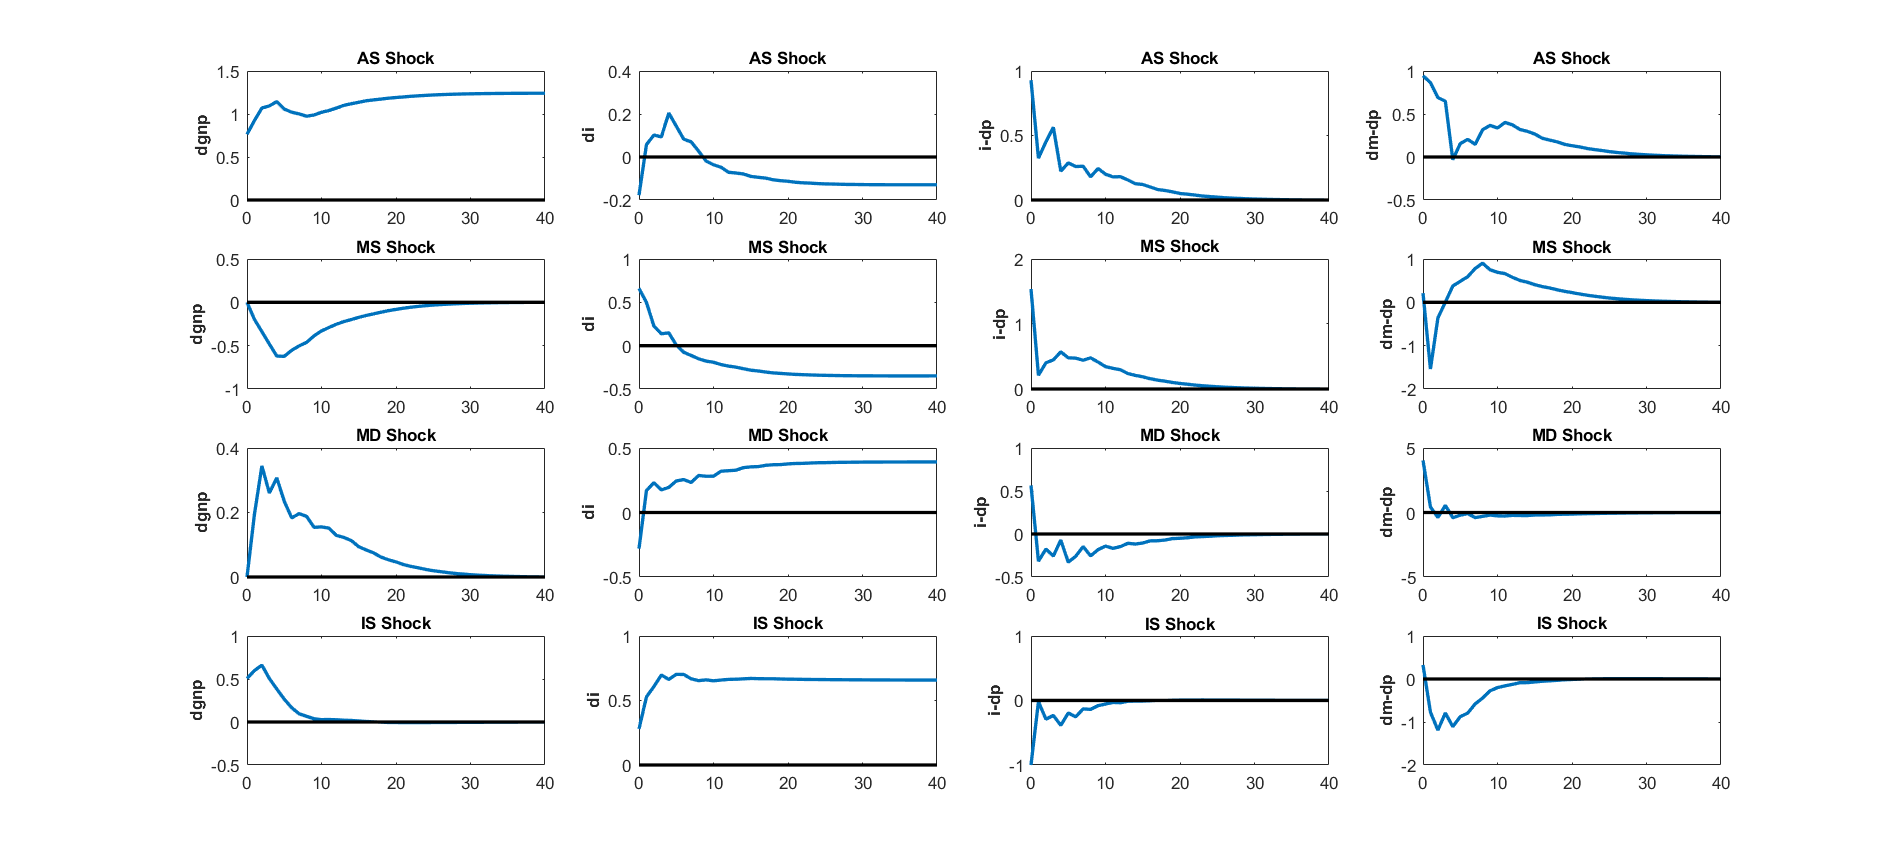 AS Shock AS Shock AS Shock AS Shock
1.5 0.4 1 1
1 0.2 0.5
dgnp di i-dp dm-dp
0.5 0 0.5 0
0 -0.2 0 -0.5
0 10 20 30 40 0 10 20 30 40 0 10 20 30 40 0 10 20 30 40
MS Shock MS Shock MS Shock MS Shock
0.5 1 2 1
0 0.5 0
dgnp di i-dp dm-dp
-0.5 0 1 -1
-1 -0.5 0 -2
0 10 20 30 40 0 10 20 30 40 0 10 20 30 40 0 10 20 30 40
MD Shock MD Shock MD Shock MD Shock
0.4 0.5 1 5
0.5
dgnp di i-dp dm-dp
0.2 0 0 0
0 -0.5 -0.5 -5
0 10 20 30 40 0 10 20 30 40 0 10 20 30 40 0 10 20 30 40
IS Shock IS Shock IS Shock IS Shock
1 1 1 1
0.5 0
dgnp di i-dp dm-dp
0 0.5 0 -1
-0.5 0 -1 -2
0 10 20 30 40 0 10 20 30 40 0 10 20 30 40 0 10 20 30 40